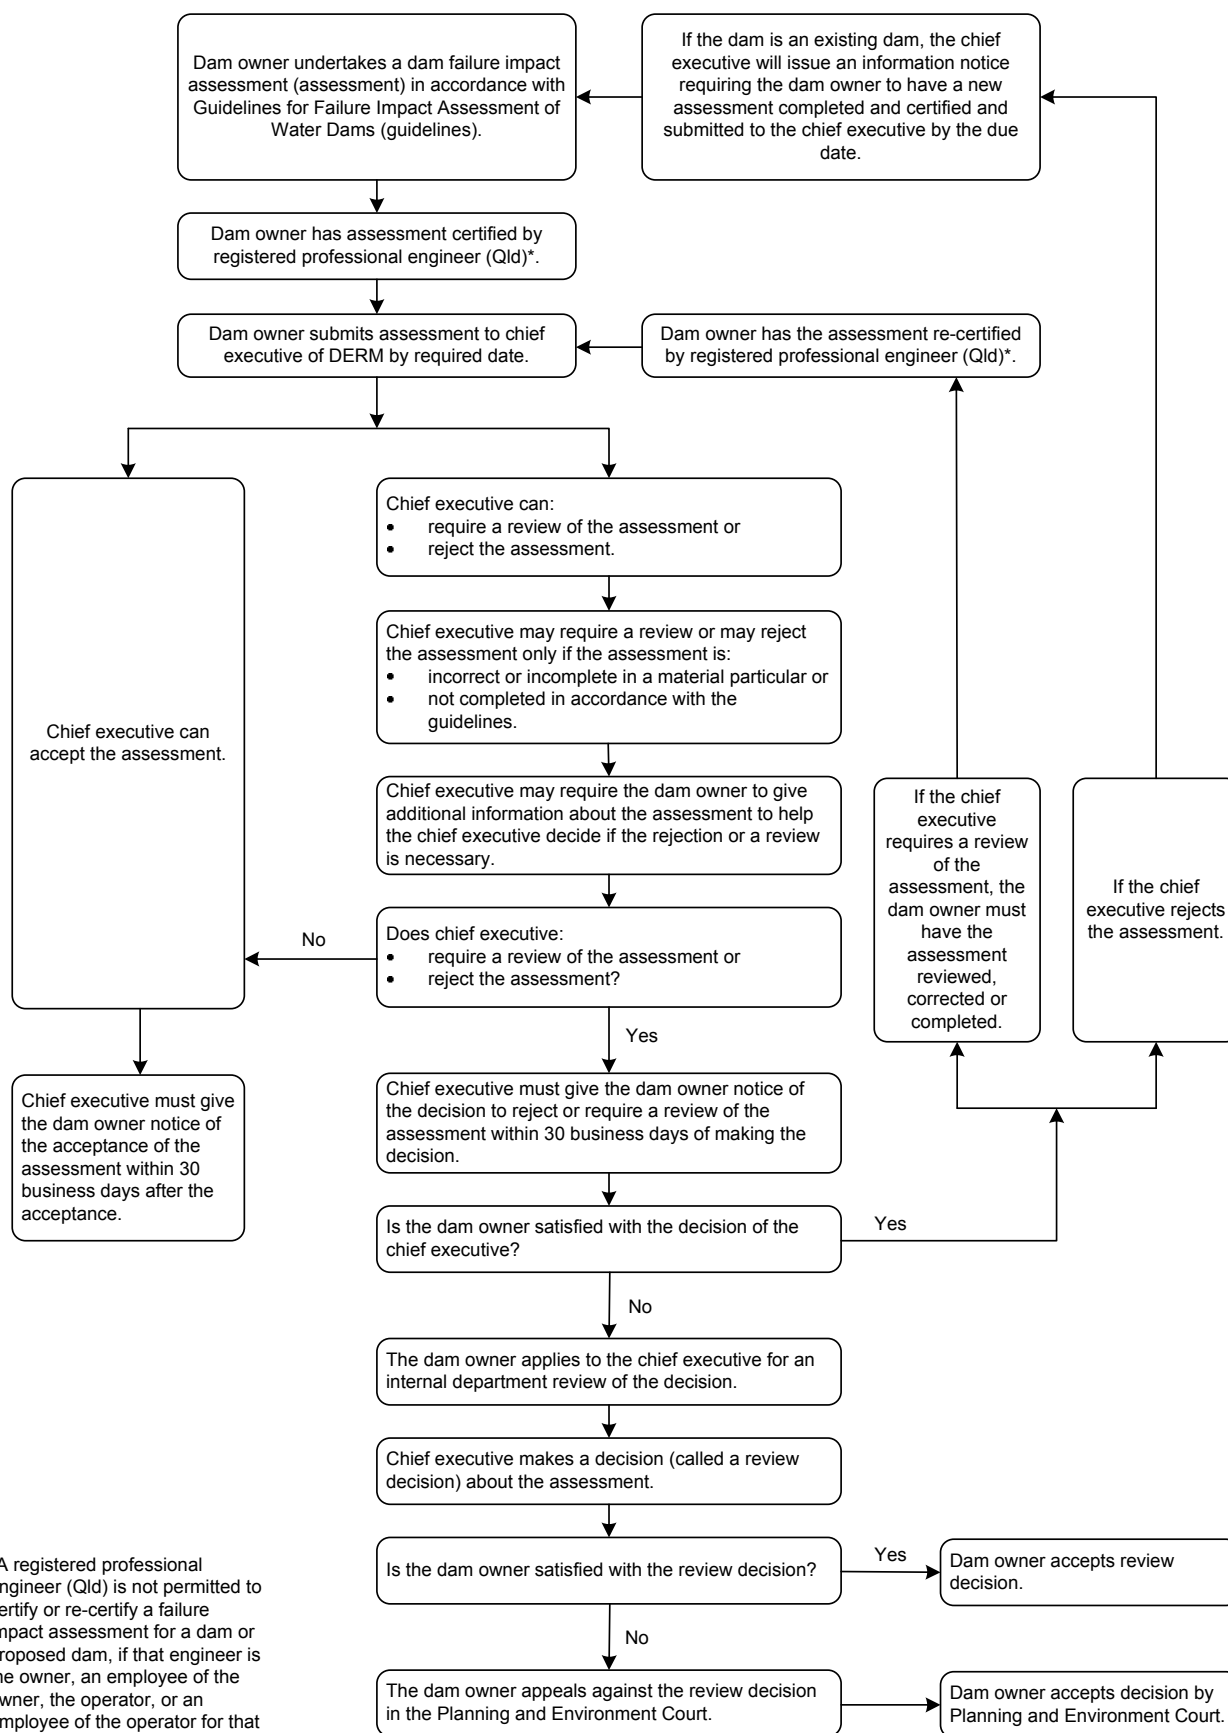 Dam owner undertakes a dam failure impact
assessment (assessment) in accordance with
Guidelines for Failure Impact Assessment of
Water Dams (guidelines).
If the dam is an existing dam, the chief
executive will issue an information notice
requiring the dam owner to have a new
assessment completed and certified and
submitted to the chief executive by the due
date.
Dam owner has assessment certified by
registered professional engineer (Qld)*.
Dam owner submits assessment to chief
executive of DERM by required date.
Dam owner has the assessment re-certified
by registered professional engineer (Qld)*.
Chief executive can
accept the assessment.
Chief executive can:
• require a review of the assessment or
• reject the assessment.
Chief executive may require a review or may reject
the assessment only if the assessment is:
• incorrect or incomplete in a material particular or
• not completed in accordance with the
guidelines.
Chief executive may require the dam owner to give
additional information about the assessment to help
the chief executive decide if the rejection or a review
is necessary.
If the chief
executive
requires a review
of the
assessment, the
dam owner must
have the
assessment
reviewed,
corrected or
completed.
If the chief
executive rejects
the assessment.
No
Does chief executive:
• require a review of the assessment or
• reject the assessment?
Yes
Chief executive must give
the dam owner notice of
the acceptance of the
assessment within 30
business days after the
acceptance.
Chief executive must give the dam owner notice of
the decision to reject or require a review of the
assessment within 30 business days of making the
decision.
Is the dam owner satisfied with the decision of the
chief executive?
Yes
No
The dam owner applies to the chief executive for an
internal department review of the decision.
Chief executive makes a decision (called a review
decision) about the assessment.
Is the dam owner satisfied with the review decision?
Yes
Dam owner accepts review
decision.
No
The dam owner appeals against the review decision
in the Planning and Environment Court.
Dam owner accepts decision by
Planning and Environment Court.
A registered professional
ngineer (Qld) is not permitted to
ertify or re-certify a failure
mpact assessment for a dam or
roposed dam, if that engineer is
he owner, an employee of the
wner, the operator, or an
mployee of the operator for that